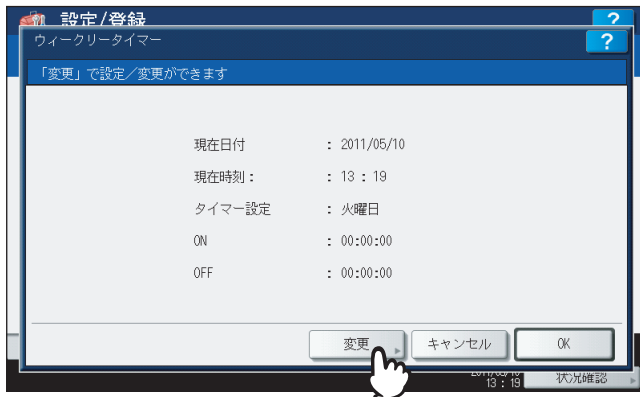 設定/登録
?
ウィークリータイマー
?
「変更」で設定／変更ができます
現在日付 : 2011/05/10
現在時刻： : 13 : 19
タイマー設定 : 火曜日
ON : 00:00:00
OFF : 00:00:00
変更
キャンセル
OK
13 : 19
状況確認